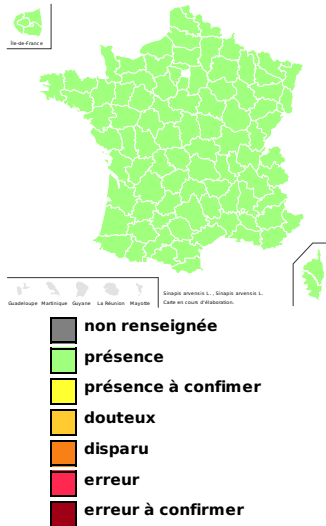 Île-de-France
Guadeloupe Martinique Guyane La Réunion Mayotte
Sinapis arvensis L., , Sinapis arvensis L.
Carte en cours d'élaboration.
non renseignée
présence
présence à confimer
douteux
disparu
erreur
erreur à confirmer